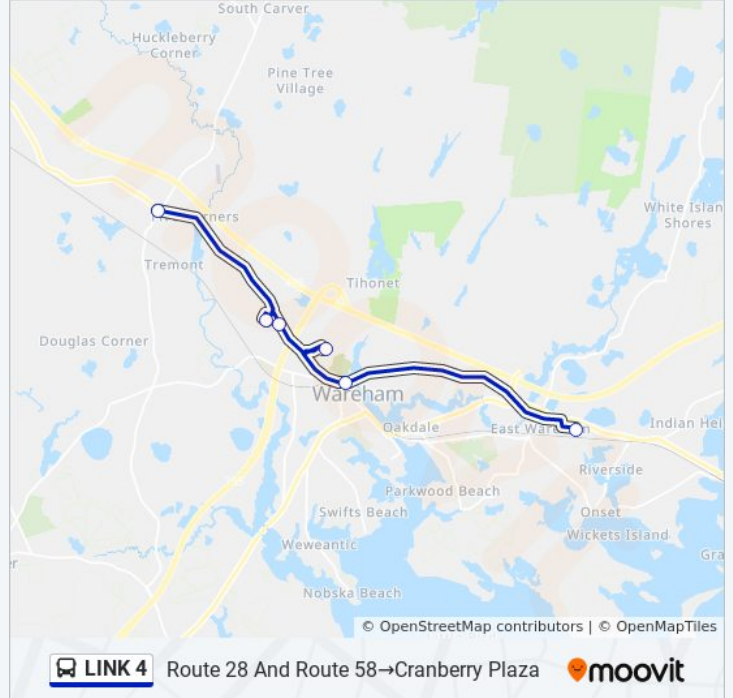 South Carver
Huckleberry
Corner
Pine Tree
Village
White Islan
Shores
Tremont
Tihonet
Douglas Corner
Wareham
Oakdale
East Ware
Indian Hei
Riverside
Parkwood Beach
Swifts Beach
Onset
Wickets Island
Weweantic
Gra
Nobska Beach
© OpenStreetMap contributors | © OpenMapTiles
LINK 4 Route 28 And Route 58→Cranberry Plaza moovit